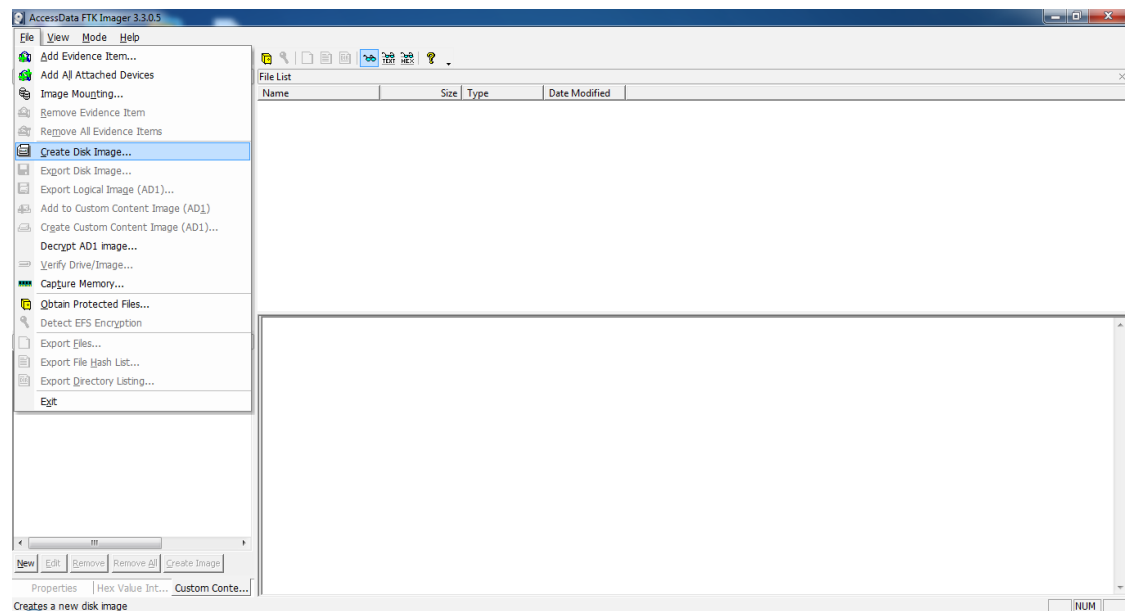 AccessData FTK Imager 3.3.0.5
File View Mode Help
Add Evidence Item...
Add All Attached Devices
Image Mounting...
Remove Evidence Item
Remove All Evidence Items
Create Disk Image...
Export Disk Image...
Export Logical Image (AD1)...
Add to Custom Content Image (AD1)
Create Custom Content Image (AD1)...
Decrypt AD1 image...
Verify Drive/Image...
Capture Memory...
Obtain Protected Files...
Detect EFS Encryption
Export Files...
Export File Hash List...
Export Directory Listing...
Exit
TEXT HEX ?
File List
Name Size Type Date Modified
New Edit Remove Remove All Create Image
Properties Hex Value Int... Custom Conte...
Creates a new disk image NUM